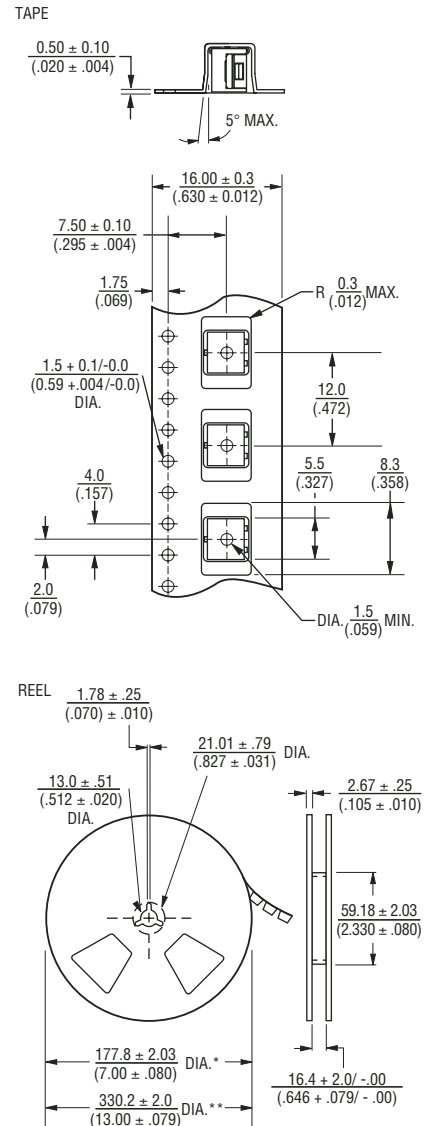 TAPE
0.50 ± 0.10
(.020 ± .004)
5° MAX.
16.00 ± 0.3
(.630 ± 0.012)
7.50 ± 0.10
(.295 ± .004)
1.75
(.069)
R 0.3 MAX.
(.012)
1.5 + 0.1/-0.0
(0.59 +.004/-0.0)
DIA.
12.0
(.472)
4.0
(.157)
5.5
(.327)
8.3
(.358)
2.0
(.079)
DIA. 1.5 MIN.
(.059)
REEL
1.78 ± .25
(.070) ± .010)
21.01 ± .79 DIA.
(.827 ± .031)
13.0 ± .51
(.512 ± .020)
DIA.
2.67 ± .25
(.105 ± .010)
59.18 ± 2.03
(2.330 ± .080)
177.8 ± 2.03 DIA.*
(7.00 ± .080)
16.4 + 2.0/ -.00
(.646 + .079/ - .00)
330.2 ± 2.0 DIA.**
(13.00 ± .079)